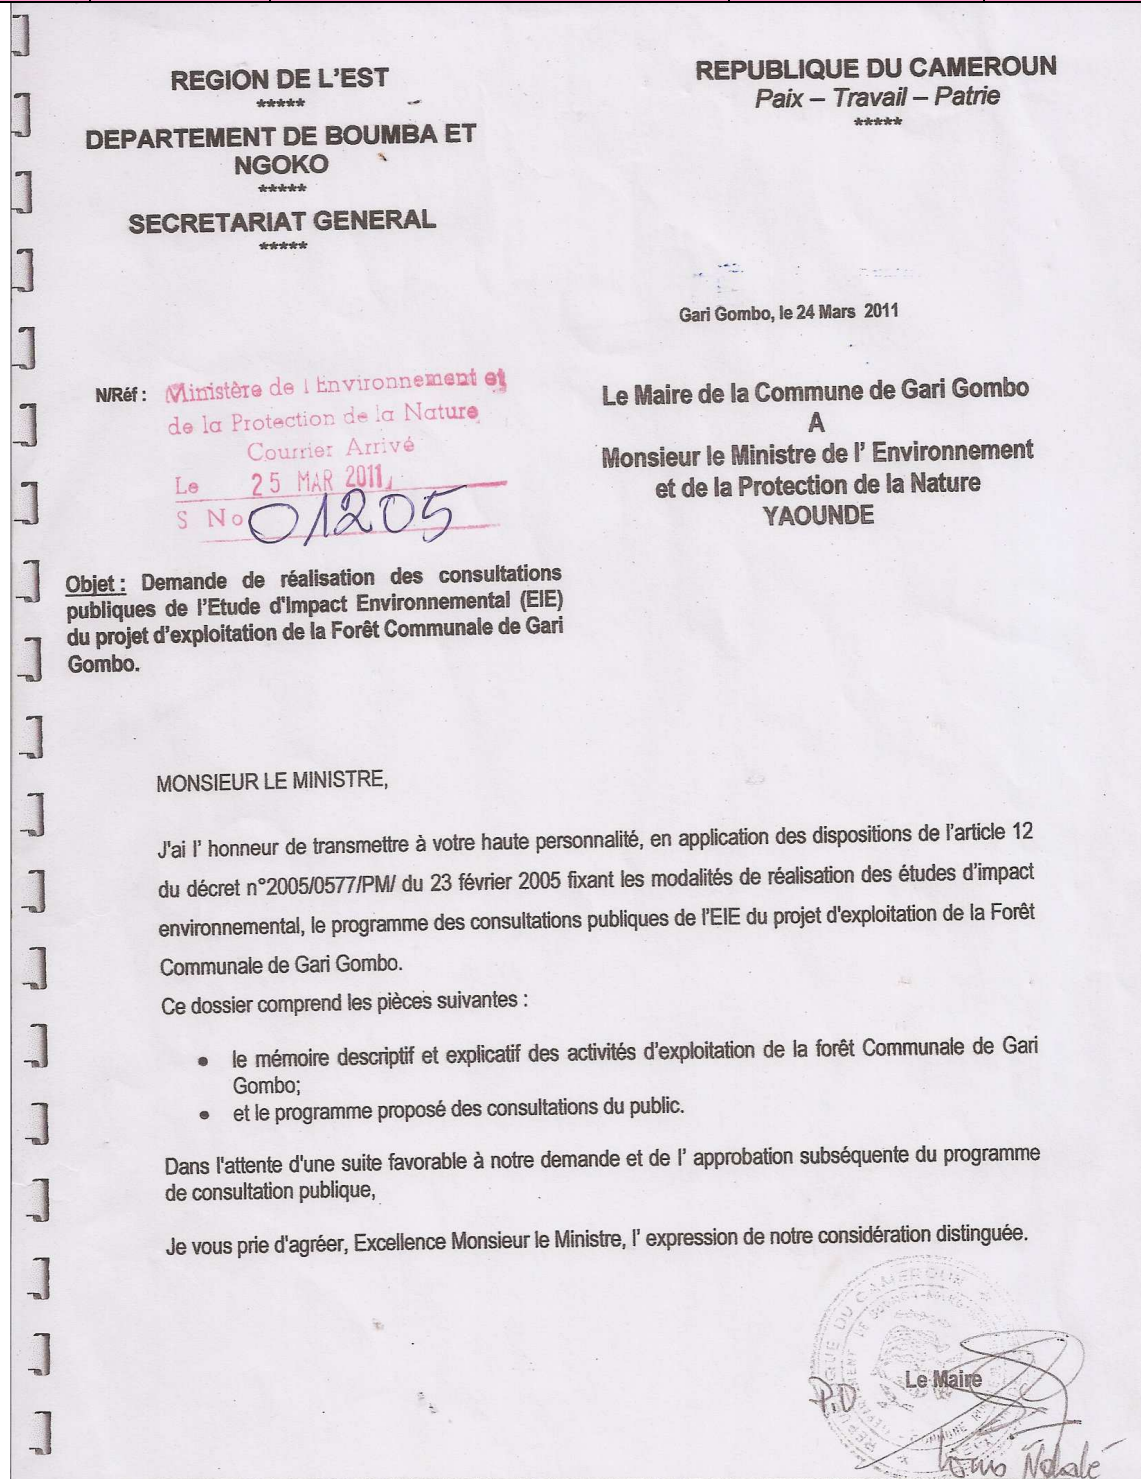 REGION DE L'EST
*****
DEPARTEMENT DE BOUMBA ET
NGOKO
*****
SECRETARIAT GENERAL
*****
REPUBLIQUE DU CAMEROUN
Paix – Travail – Patrie
*****
Gari Gombo, le 24 Mars 2011
N/Réf :
Ministère de l Environnement et
de la Protection de la Nature
Courrier Arrivé
Le 25 MAR 2011
S No 01205
Le Maire de la Commune de Gari Gombo
A
Monsieur le Ministre de l' Environnement
et de la Protection de la Nature
YAOUNDE
Objet : Demande de réalisation des consultations
publiques de l'Etude d'Impact Environnemental (EIE)
du projet d'exploitation de la Forêt Communale de Gari
Gombo.
MONSIEUR LE MINISTRE,
J'ai l' honneur de transmettre à votre haute personnalité, en application des dispositions de l'article 12
du décret n°2005/0577/PM/ du 23 février 2005 fixant les modalités de réalisation des études d'impact
environnemental, le programme des consultations publiques de l'EIE du projet d'exploitation de la Forêt
Communale de Gari Gombo.
Ce dossier comprend les pièces suivantes :
• le mémoire descriptif et explicatif des activités d'exploitation de la forêt Communale de Gari
Gombo;
• et le programme proposé des consultations du public.
Dans l'attente d'une suite favorable à notre demande et de l' approbation subséquente du programme
de consultation publique,
Je vous prie d'agréer, Excellence Monsieur le Ministre, l' expression de notre considération distinguée.
REPUBLIQUE DU CAMEROUN
Le Maire
P.O